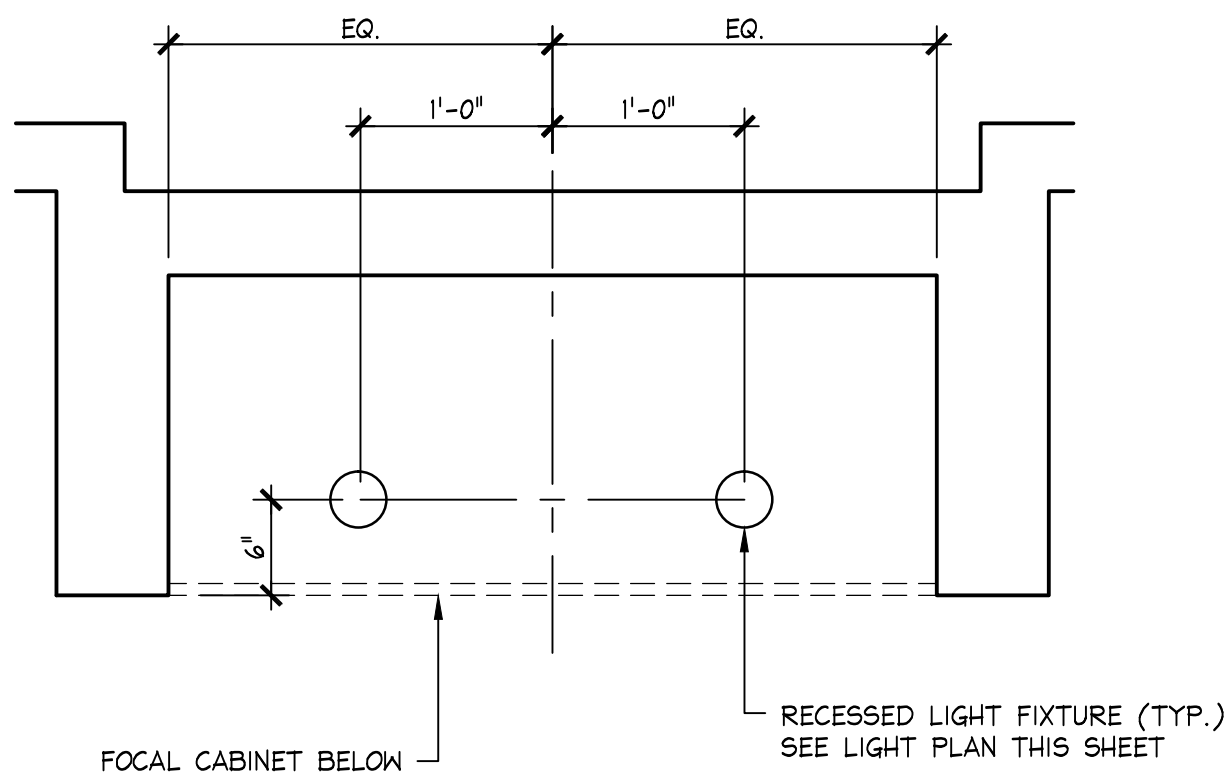 EQ.
EQ.
1'-0"
1'-0"
6"
RECESSED LIGHT FIXTURE (TYP.)
SEE LIGHT PLAN THIS SHEET
FOCAL CABINET BELOW